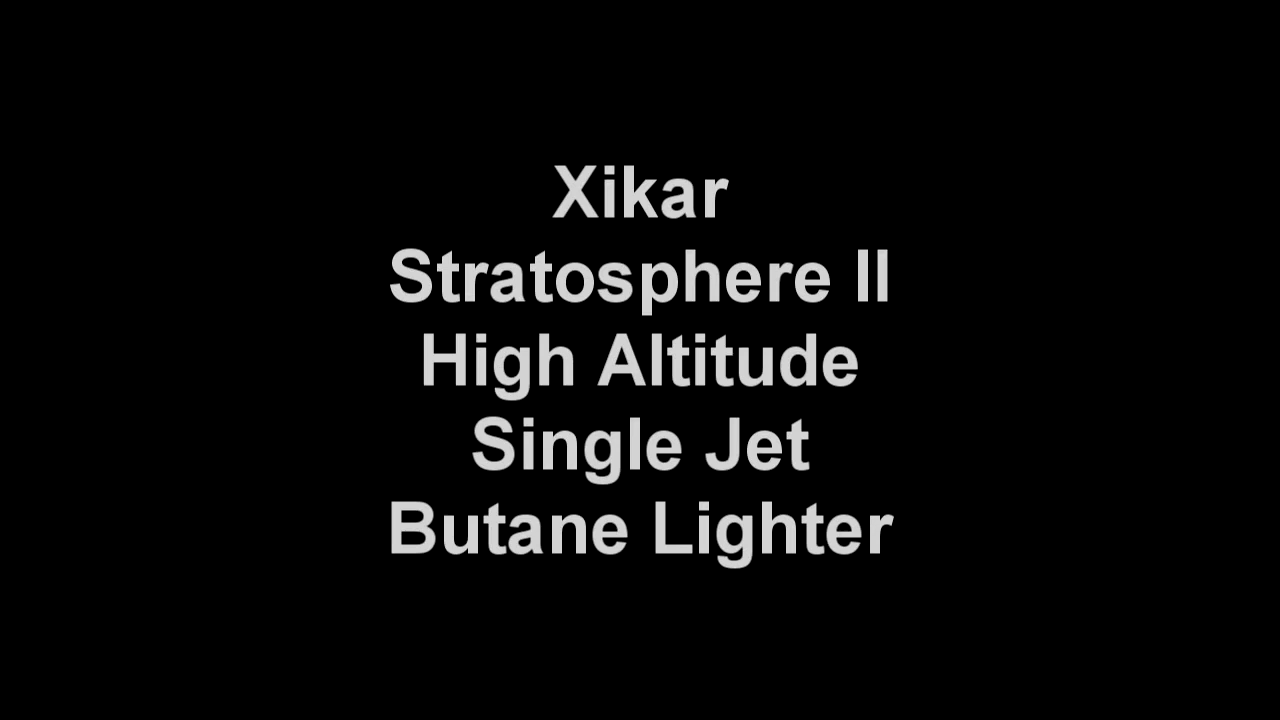 Xikar
Stratosphere II
High Altitude
Single Jet
Butane Lighter